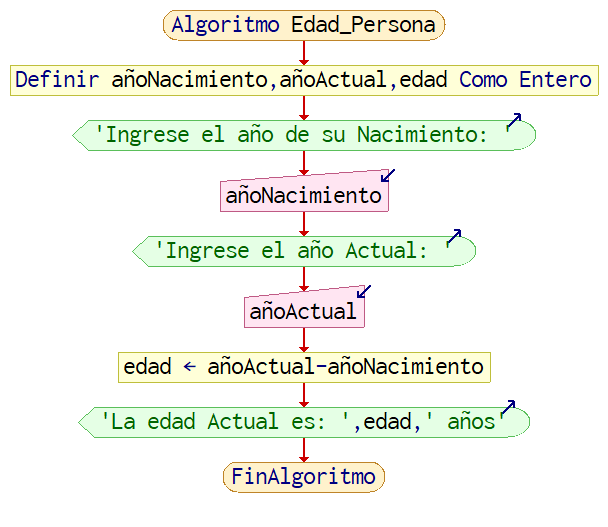 Algoritmo Edad_Persona
Definir añoNacimiento,añoActual,edad Como Entero
'Ingrese el año de su Nacimiento: '
añoNacimiento
'Ingrese el año Actual: '
añoActual
edad ← añoActual-añoNacimiento
'La edad Actual es: ',edad,' años'
FinAlgoritmo